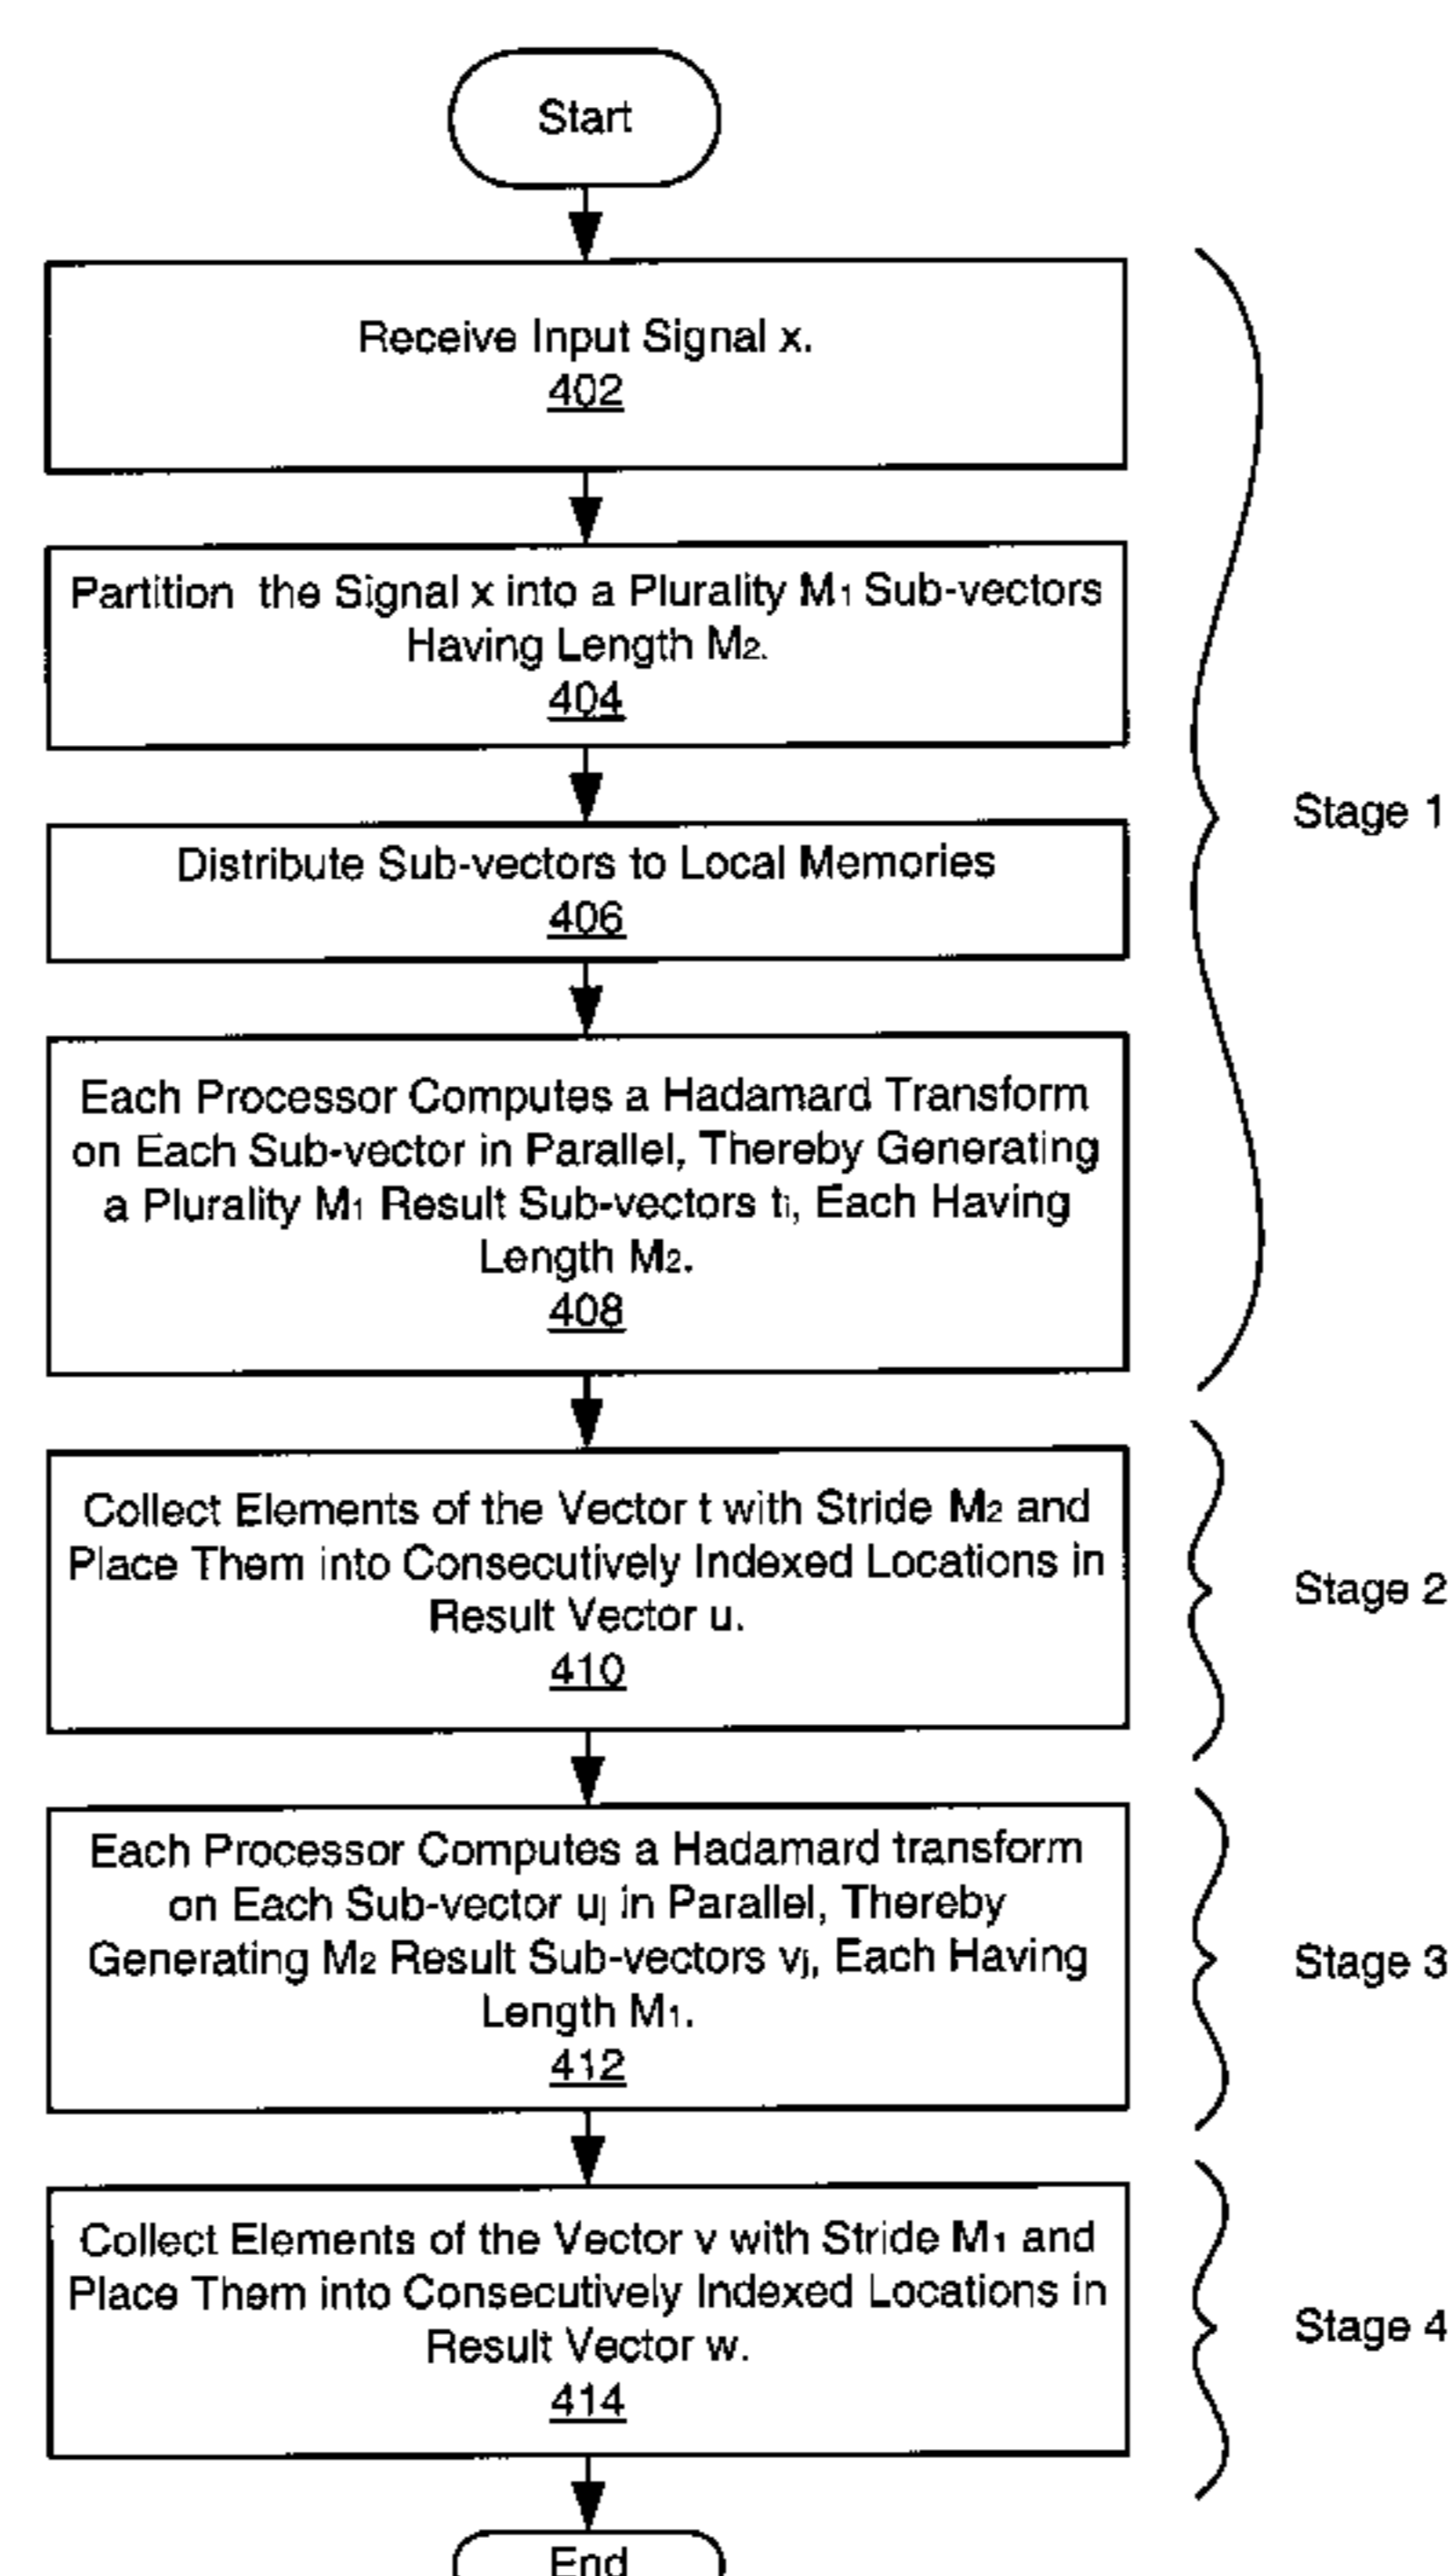 Start
Receive Input Signal x.
402
Partition the Signal x into a Plurality M1 Sub-vectors
Having Length M2.
404
Distribute Sub-vectors to Local Memories
406
Each Processor Computes a Hadamard Transform
on Each Sub-vector in Parallel, Thereby Generating
a Plurality M1 Result Sub-vectors ti, Each Having
Length M2.
408
Stage 1
Collect Elements of the Vector t with Stride M2 and
Place Them into Consecutively Indexed Locations in
Result Vector u.
410
Stage 2
Each Processor Computes a Hadamard transform
on Each Sub-vector uj in Parallel, Thereby
Generating M2 Result Sub-vectors vj, Each Having
Length M1.
412
Stage 3
Collect Elements of the Vector v with Stride M1 and
Place Them into Consecutively Indexed Locations in
Result Vector w.
414
Stage 4
End